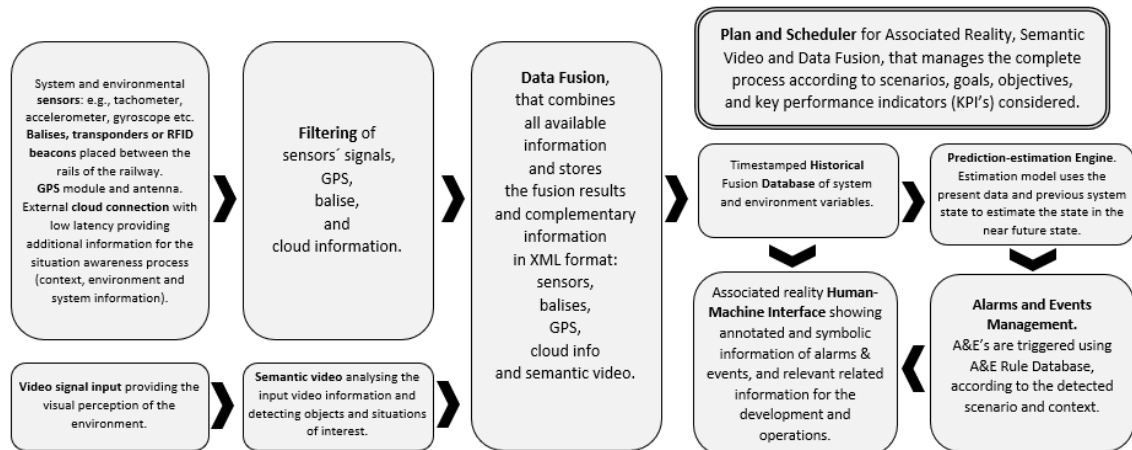 System and environmental
sensors: e.g., tachometer,
accelerometer, gyroscope etc.
Balises, transponders or RFID
beacons placed between the
rails of the railway.
GPS module and antenna.
External cloud connection with
low latency providing
additional information for the
situation awareness process
(context, environment and
system information).
Video signal input providing the
visual perception of the
environment.
Filtering of
sensors´ signals,
GPS,
balise,
and
cloud information.
Semantic video analysing the
input video information and
detecting objects and situations
of interest.
Data Fusion,
that combines
all available
information
and stores
the fusion results
and complementary
information
in XML format:
sensors,
balises,
GPS,
cloud info
and semantic video.
Plan and Scheduler for Associated Reality, Semantic
Video and Data Fusion, that manages the complete
process according to scenarios, goals, objectives,
and key performance indicators (KPI's) considered.
Timestamped Historical
Fusion Database of system
and environment variables.
Prediction-estimation Engine.
Estimation model uses the
present data and previous system
state to estimate the state in the
near future state.
Associated reality Human-
Machine Interface showing
annotated and symbolic
information of alarms &
events, and relevant related
information for the
development and
operations.
Alarms and Events
Management.
A&E's are triggered using
A&E Rule Database,
according to the detected
scenario and context.